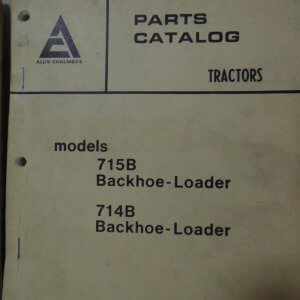 PARTS
CATALOG
ALLIS-CHALMERS
TRACTORS
models
715B
Backhoe-Loader
714B
Backhoe-Loader